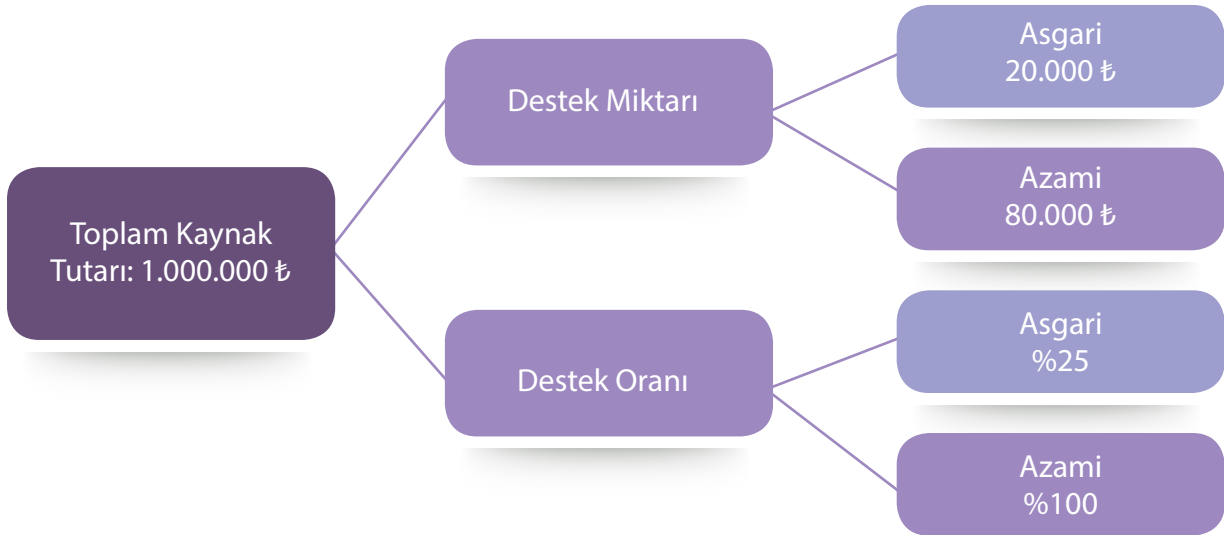 Toplam Kaynak
Tutarı: 1.000.000 ₺
Destek Miktarı
Asgari
20.000 ₺
Azami
80.000 ₺
Destek Oranı
Asgari
%25
Azami
%100